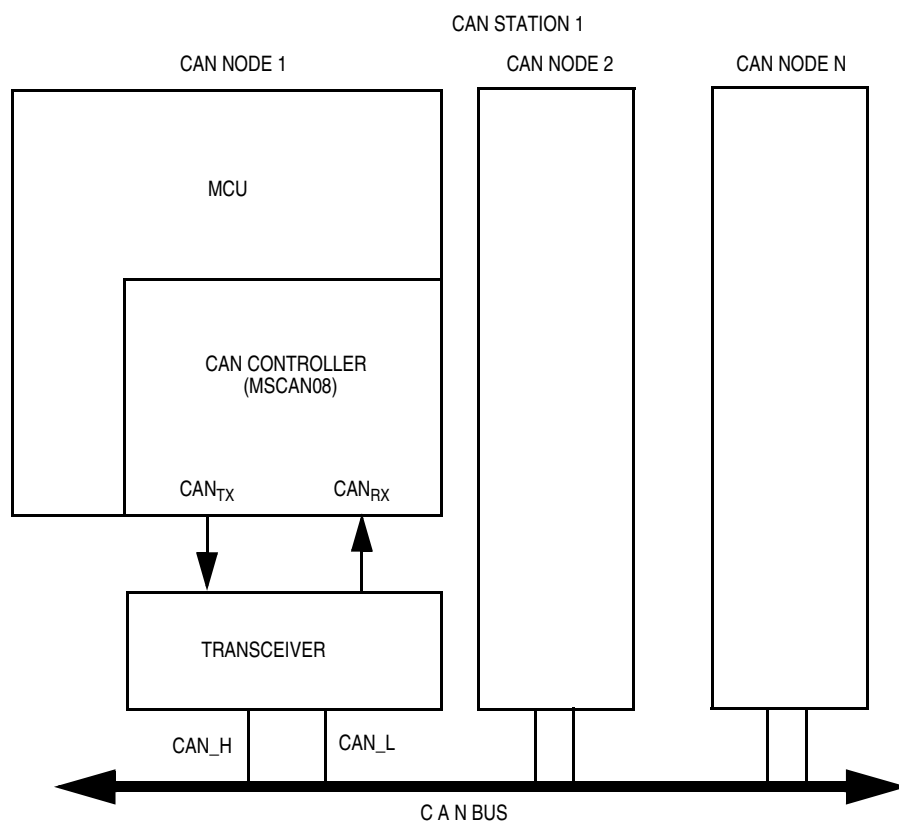 CAN STATION 1
CAN NODE 1
CAN NODE 2
CAN NODE N
MCU
CAN CONTROLLER
(MSCAN08)
CANTX
CANRX
TRANSCEIVER
CAN_H
CAN_L
C A N BUS